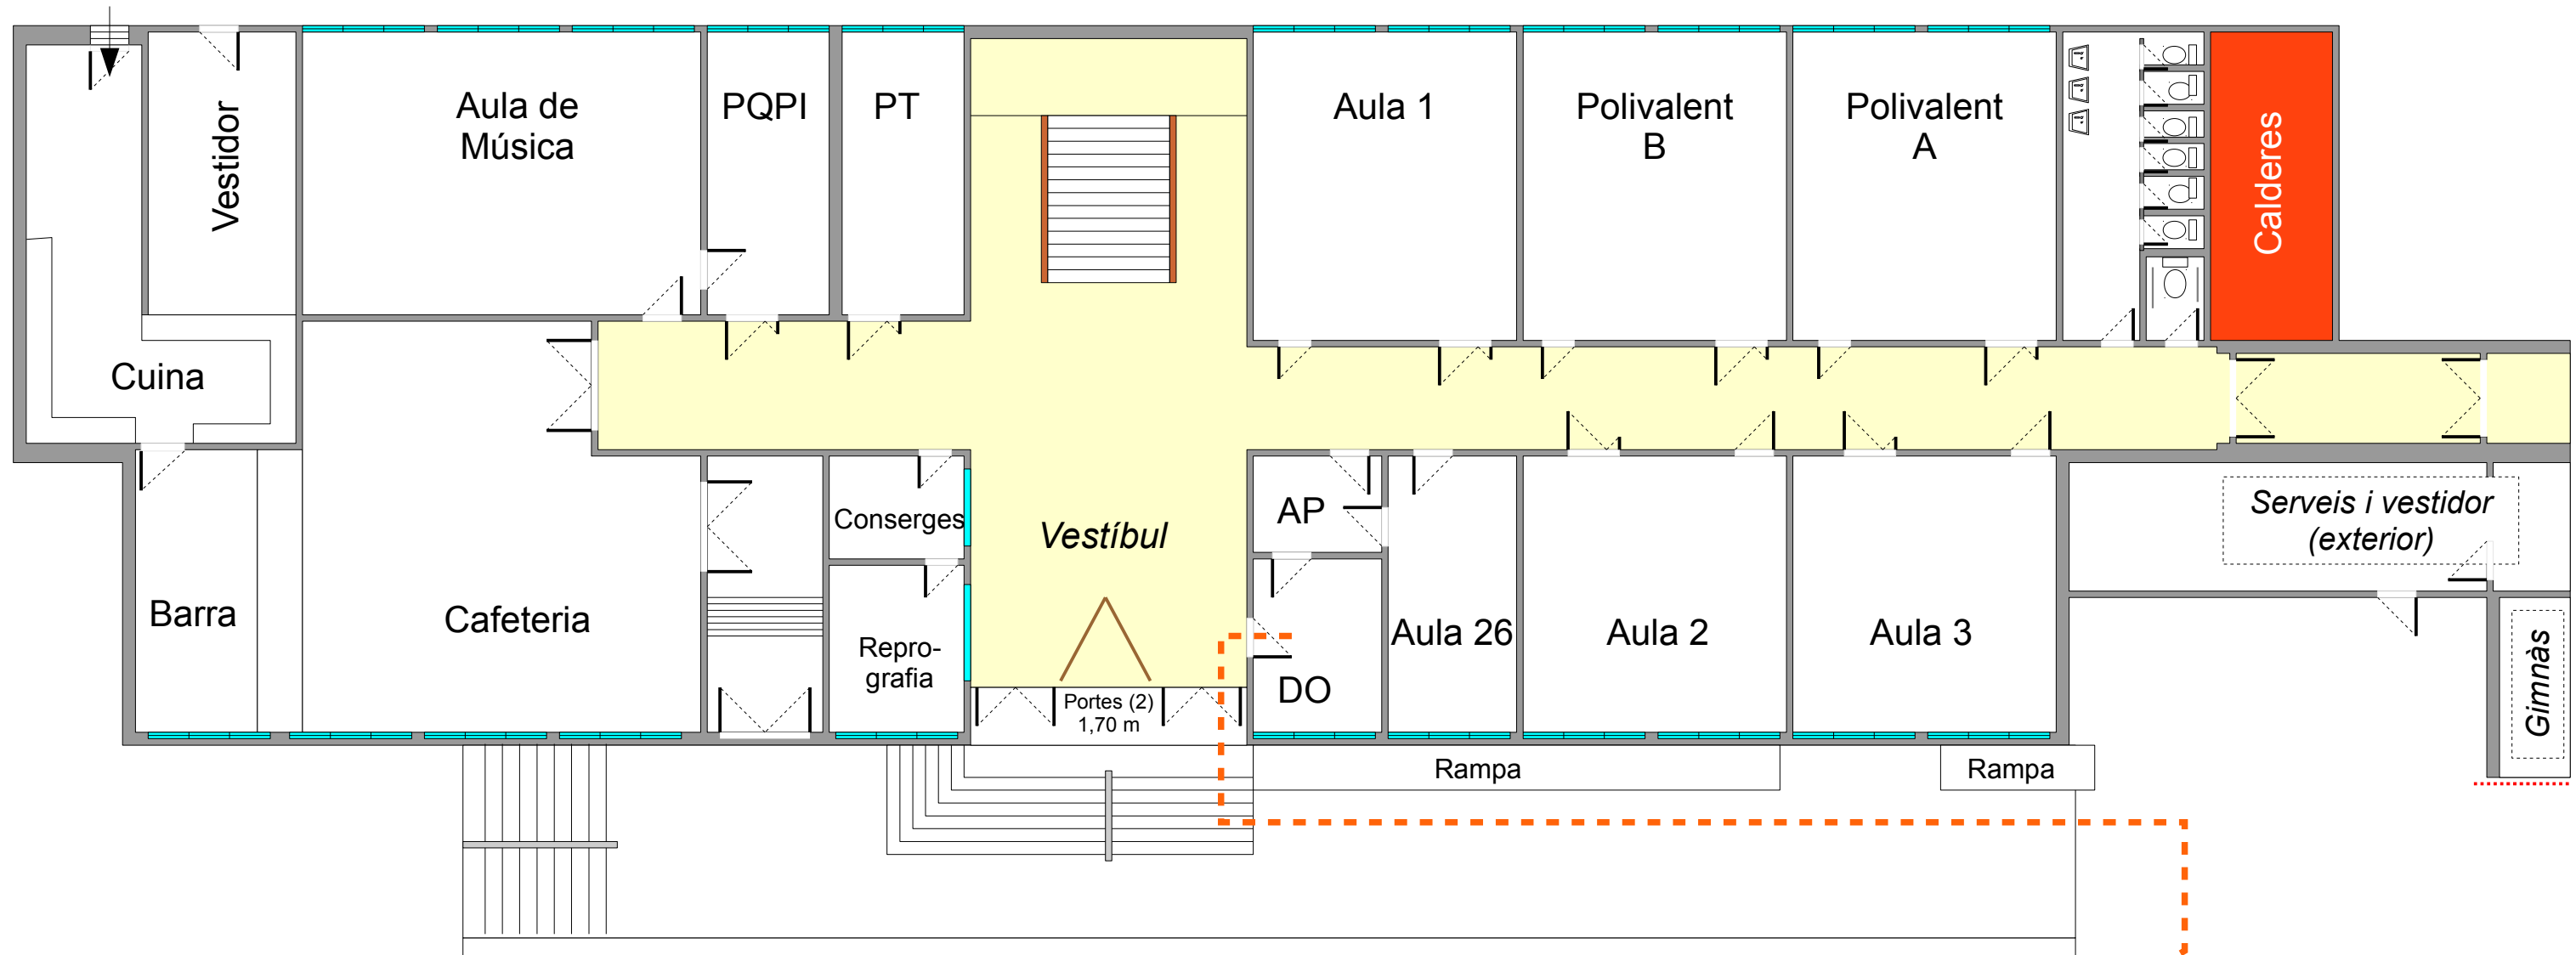 Vestidor
Aula de
Música
PQPI
PT
Aula 1
Polivalent
B
Polivalent
A
Calderes
Cuina
Barra
Cafeteria
Conserges
Repro-
grafia
Vestíbul
Portes (2)
1,70 m
AP
DO
Aula 26
Aula 2
Aula 3
Serveis i vestidor
(exterior)
Gimnàs
Rampa
Rampa